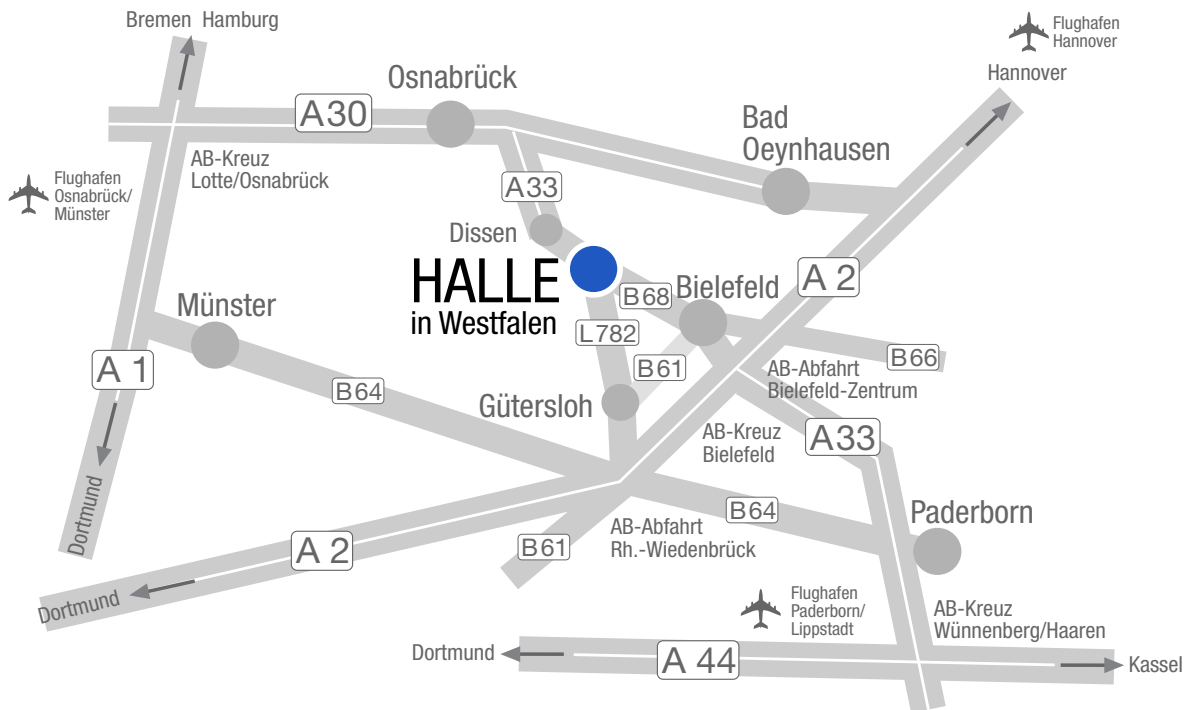 Bremen Hamburg
Flughafen
Hannover
Hannover
Osnabrück
A30
Bad
Oeynhausen
AB-Kreuz
Lotte/Osnabrück
Flughafen
Osnabrück/
Münster
A33
Dissen
HALLE
in Westfalen
B68
Bielefeld
A 2
Münster
L782
B61
B66
A 1
B64
AB-Abfahrt
Bielefeld-Zentrum
Gütersloh
AB-Kreuz
Bielefeld
A33
Dortmund
B64
Paderborn
AB-Abfahrt
Rh.-Wiedenbrück
B61
A 2
Dortmund
Flughafen
Paderborn/
Lippstadt
AB-Kreuz
Wünnenberg/Haaren
Dortmund
A 44
Kassel